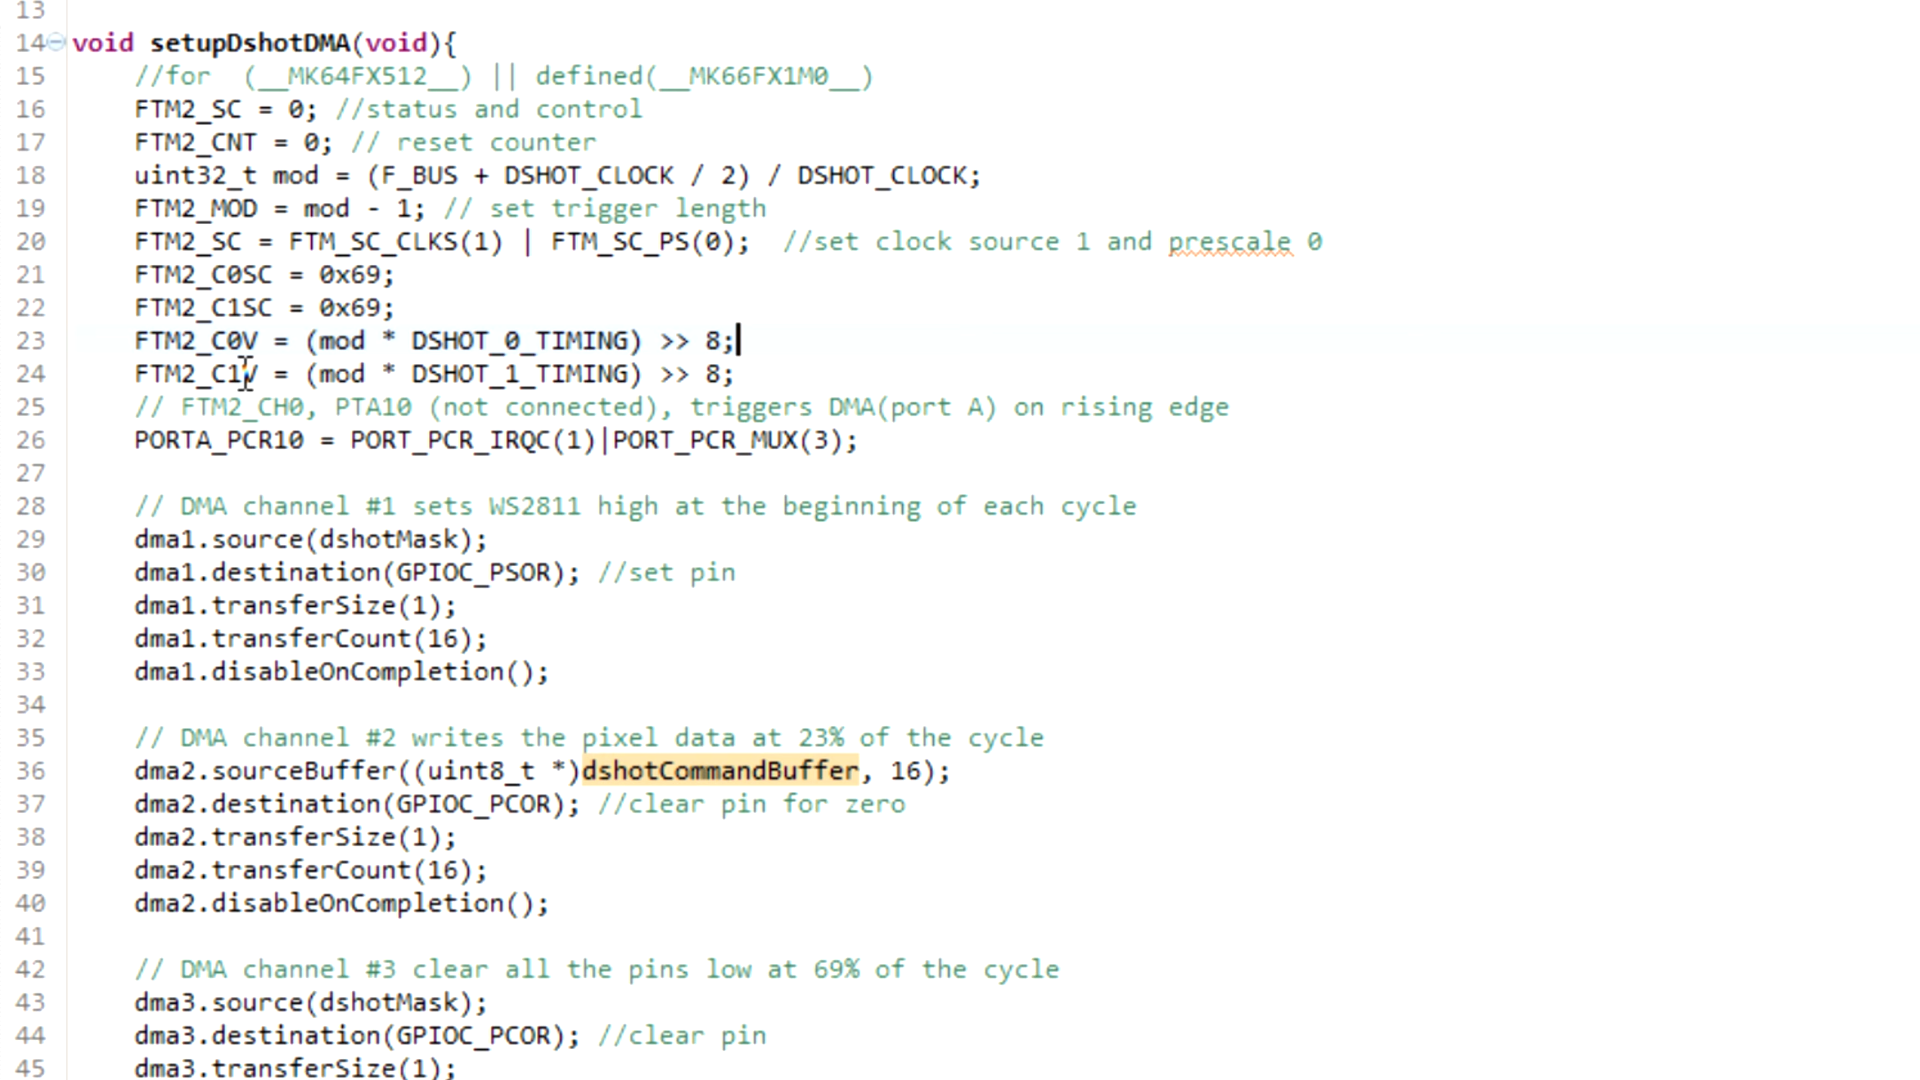 13
14 void setupDshotDMA(void){
15 //for  (__MK64FX512__) || defined(__MK66FX1M0__)
16 FTM2_SC = 0; //status and control
17 FTM2_CNT = 0; // reset counter
18 uint32_t mod = (F_BUS + DSHOT_CLOCK / 2) / DSHOT_CLOCK;
19 FTM2_MOD = mod - 1; // set trigger length
20 FTM2_SC = FTM_SC_CLKS(1) | FTM_SC_PS(0);  //set clock source 1 and prescale 0
21 FTM2_C0SC = 0x69;
22 FTM2_C1SC = 0x69;
23 FTM2_C0V = (mod * DSHOT_0_TIMING) >> 8;
24 FTM2_C1V = (mod * DSHOT_1_TIMING) >> 8;
25 // FTM2_CH0, PTA10 (not connected), triggers DMA(port A) on rising edge
26 PORTA_PCR10 = PORT_PCR_IRQC(1)|PORT_PCR_MUX(3);
27
28 // DMA channel #1 sets WS2811 high at the beginning of each cycle
29 dma1.source(dshotMask);
30 dma1.destination(GPIOC_PSOR); //set pin
31 dma1.transferSize(1);
32 dma1.transferCount(16);
33 dma1.disableOnCompletion();
34
35 // DMA channel #2 writes the pixel data at 23% of the cycle
36 dma2.sourceBuffer((uint8_t *)dshotCommandBuffer, 16);
37 dma2.destination(GPIOC_PCOR); //clear pin for zero
38 dma2.transferSize(1);
39 dma2.transferCount(16);
40 dma2.disableOnCompletion();
41
42 // DMA channel #3 clear all the pins low at 69% of the cycle
43 dma3.source(dshotMask);
44 dma3.destination(GPIOC_PCOR); //clear pin
45 dma3.transferSize(1);